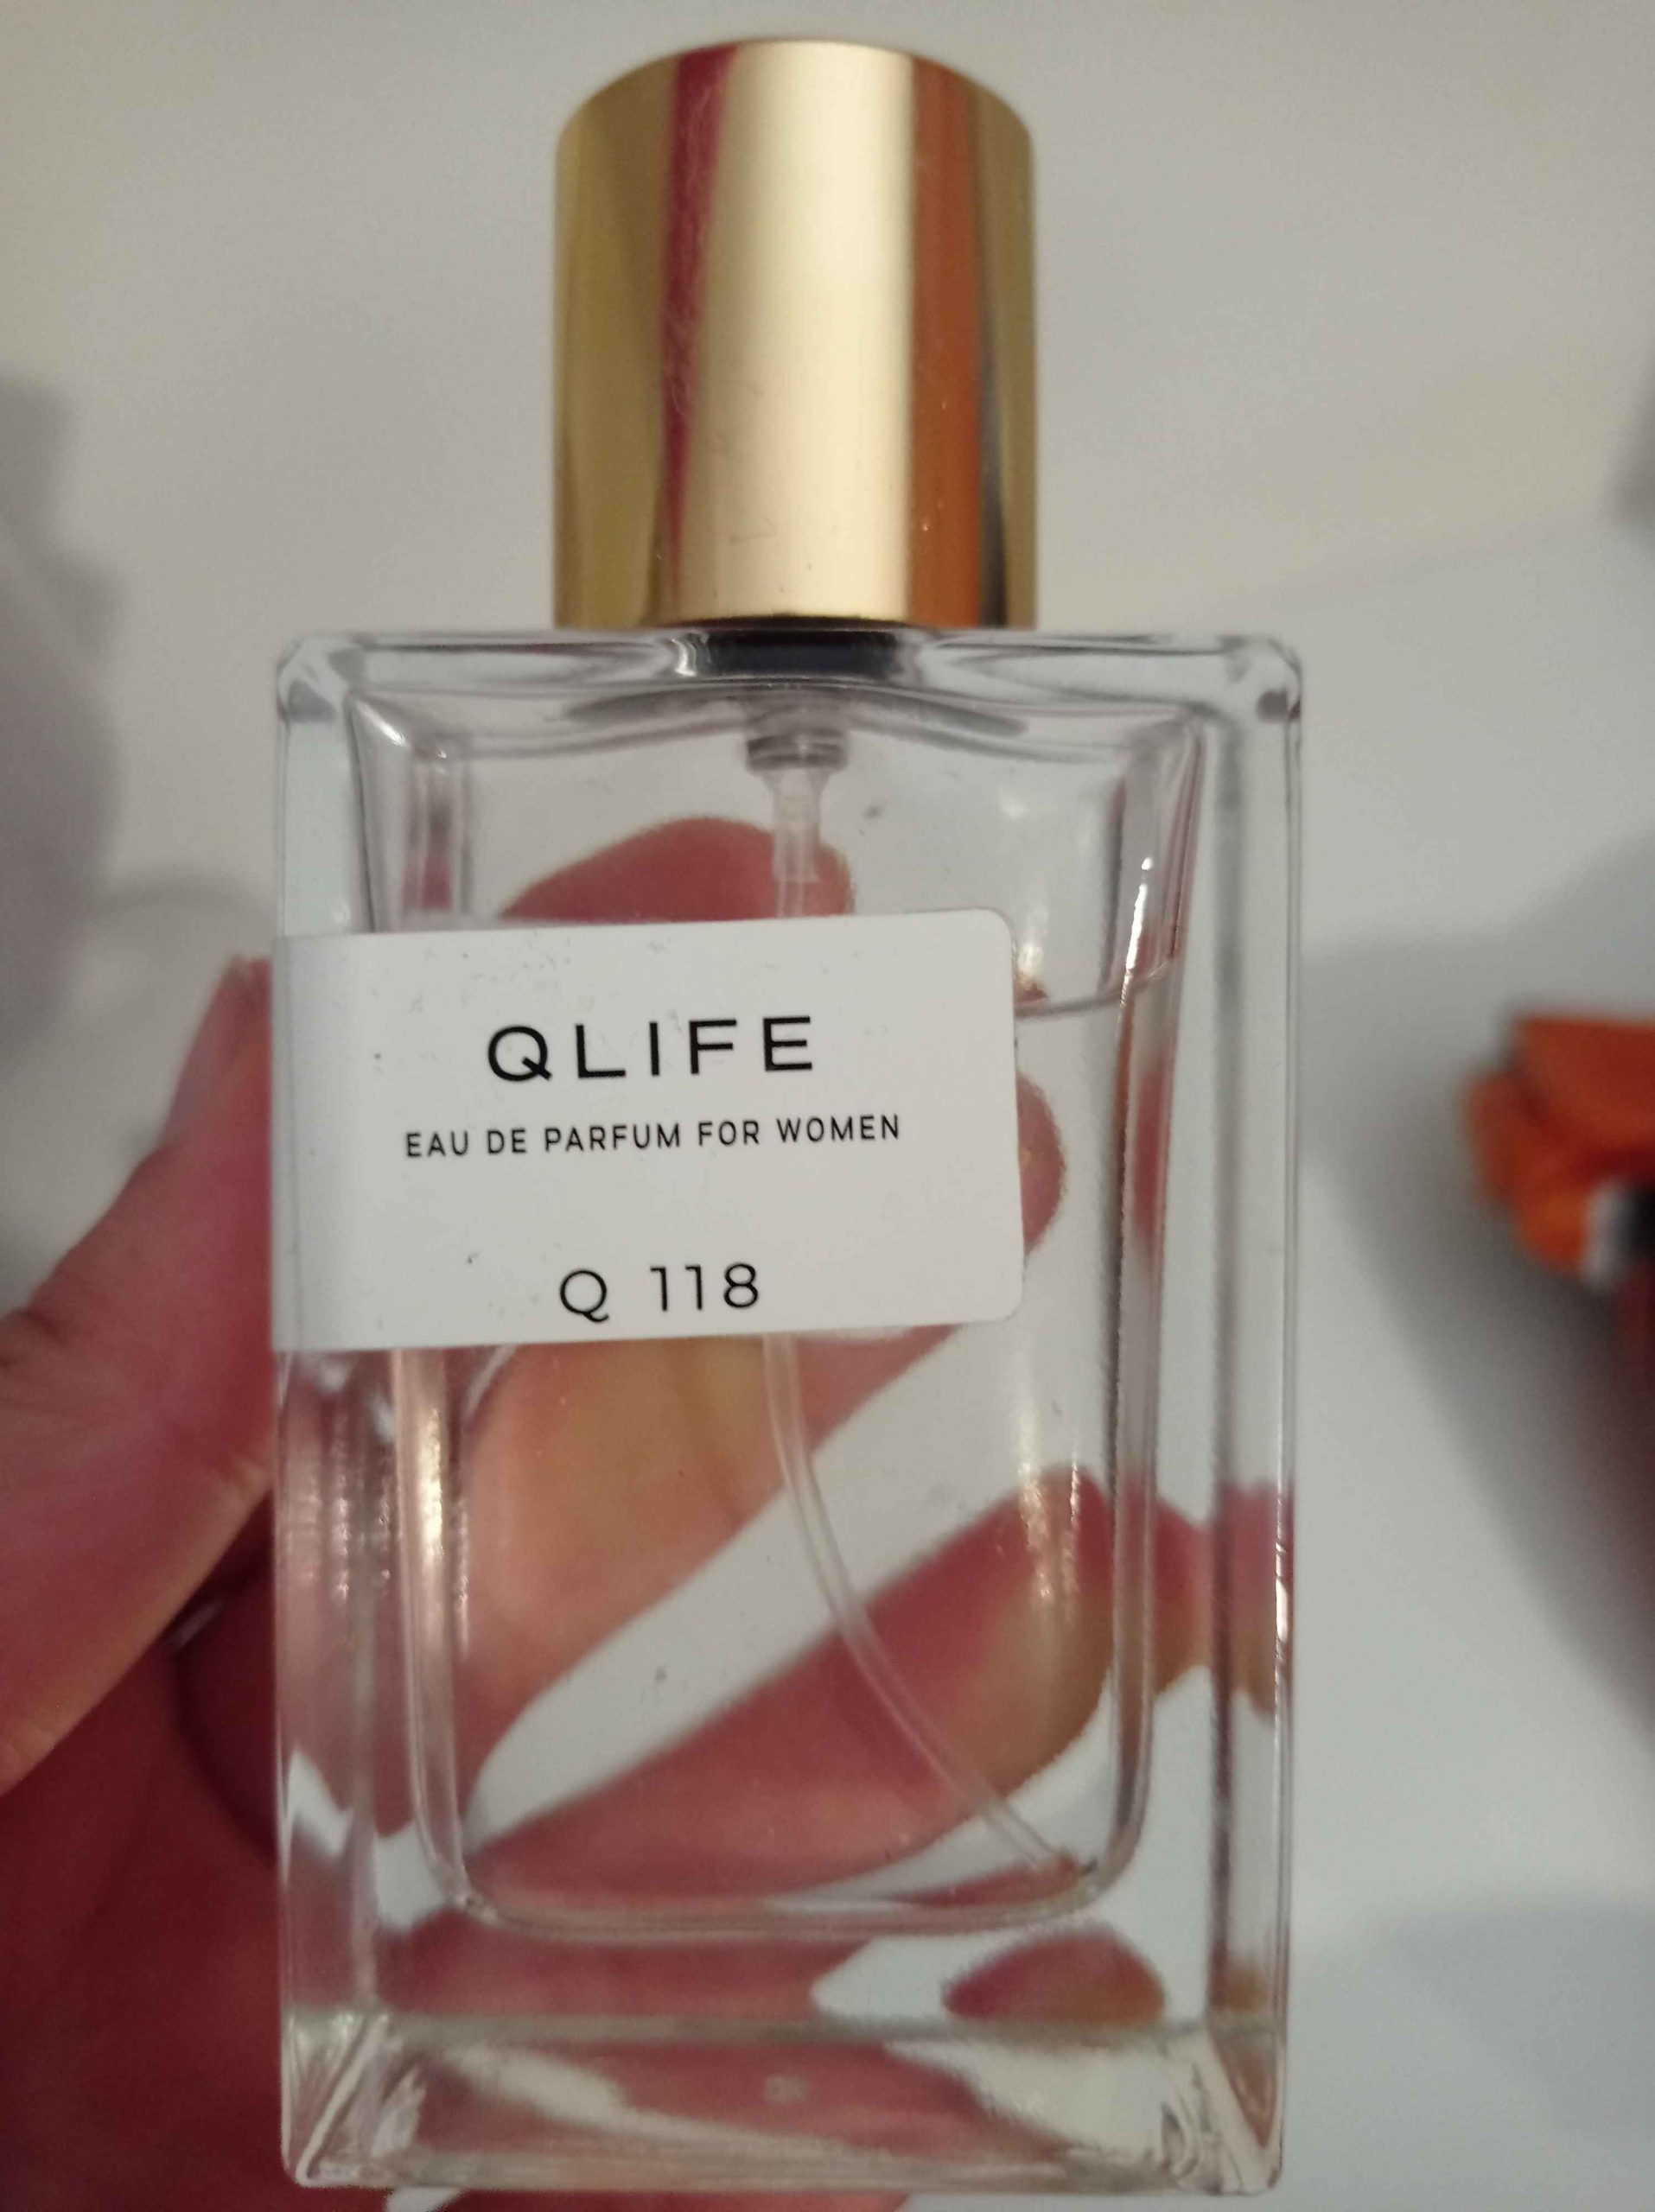 QLIFE
EAU DE PARFUM FOR WOMEN
Q 118